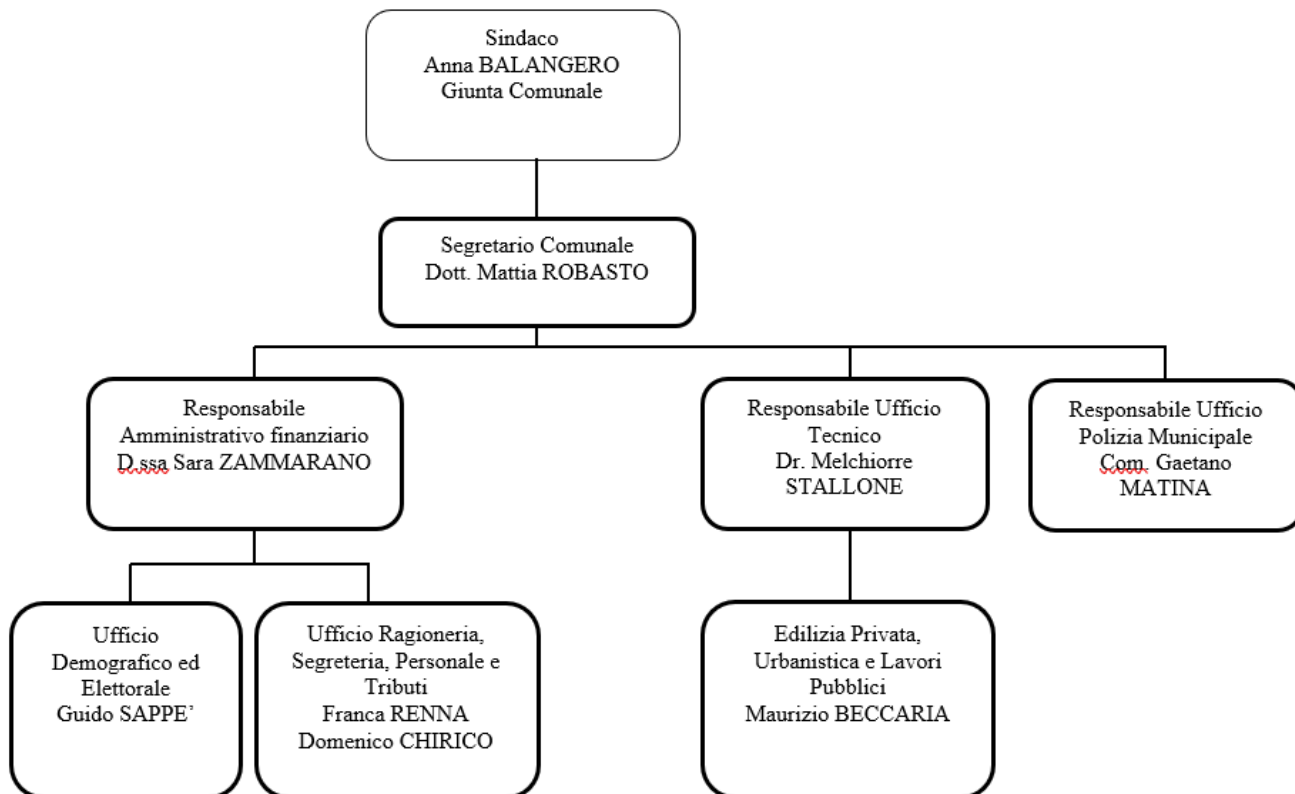 Sindaco
Anna BALANGERO
Giunta Comunale
Segretario Comunale
Dott. Mattia ROBASTO
Responsabile
Amministrativo finanziario
D.ssa Sara ZAMMARANO
Responsabile Ufficio
Tecnico
Dr. Melchiorre
STALLONE
Responsabile Ufficio
Polizia Municipale
Com. Gaetano
MATINA
Ufficio
Demografico ed
Elettorale
Guido SAPPE’
Ufficio Ragioneria,
Segreteria, Personale e
Tributi
Franca RENNA
Domenico CHIRICO
Edilizia Privata,
Urbanistica e Lavori
Pubblici
Maurizio BECCARIA